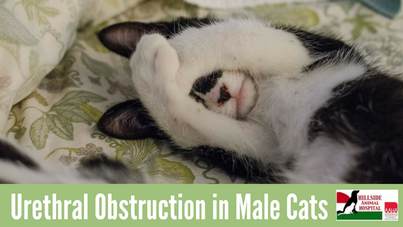 Urethral Obstruction in Male Cats
HILLSIDE
ANIMAL
HOSPITAL